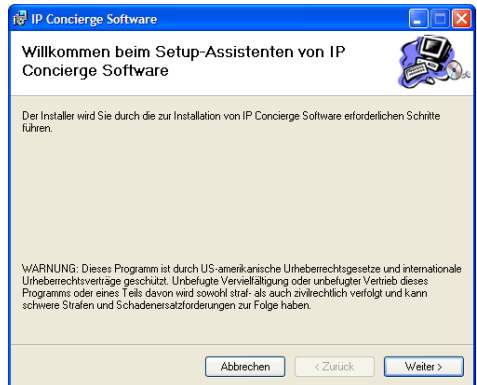 IP Concierge Software
Willkommen beim Setup-Assistenten von IP
Concierge Software
Der Installer wird Sie durch die zur Installation von IP Concierge Software erforderlichen Schritte
führen.
WARNUNG: Dieses Programm ist durch US-amerikanische Urheberrechtsgesetze und internationale
Urheberrechtsverträge geschützt. Unbefugte Vervielfältigung oder unbefugter Vertrieb dieses
Programms oder eines Teils davon wird sowohl straf- als auch zivilrechtlich verfolgt und kann
schwere Strafen und Schadenersatzforderungen zur Folge haben.
Abbrechen
< Zurück
Weiter >